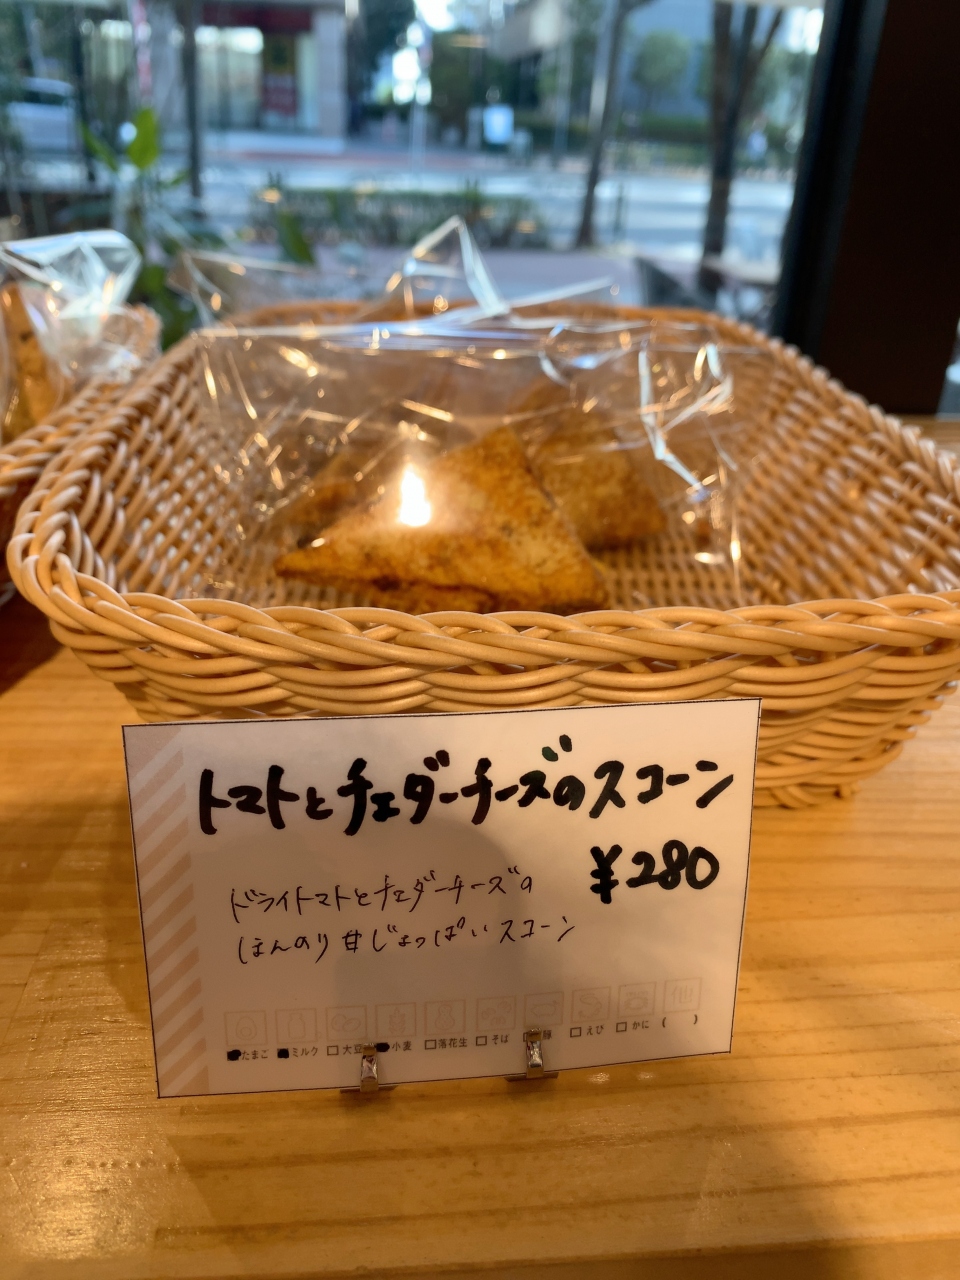 トマトとチェダーチーズのスコーン
¥280
ドライトマトとチェダーチーズの
ほんのり甘じょっぱいスコーン
他
■たまご ■ミルク □大豆 ■小麦 □落花生 □そば □豚 □えび □かに ( )